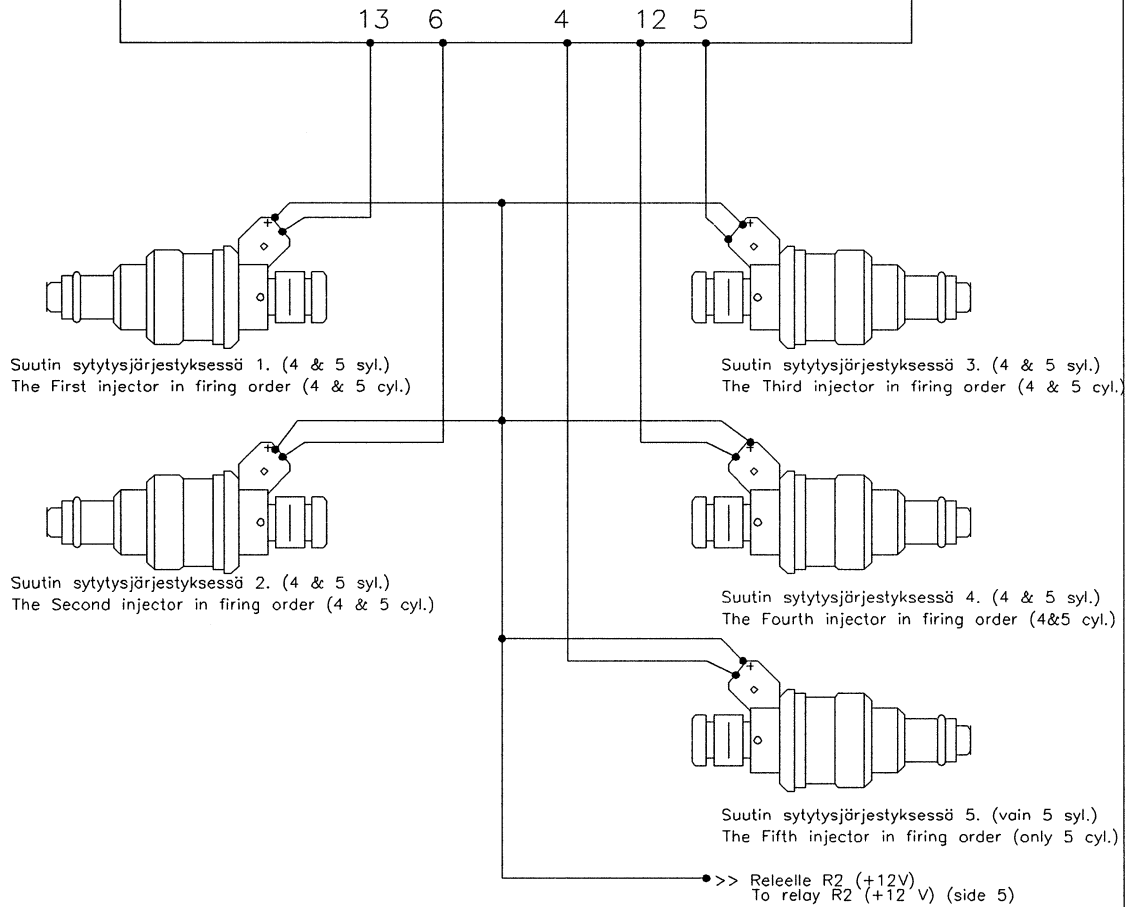 13 6 4 12 5
+
+
Suutin sytytysjärjestyksessä 1. (4 & 5 syl.)
The First injector in firing order (4 & 5 cyl.)
Suutin sytytysjärjestyksessä 3. (4 & 5 syl.)
The Third injector in firing order (4 & 5 cyl.)
+
+
Suutin sytytysjärjestyksessä 2. (4 & 5 syl.)
The Second injector in firing order (4 & 5 cyl.)
Suutin sytytysjärjestyksessä 4. (4 & 5 syl.)
The Fourth injector in firing order (4&5 cyl.)
+
Suutin sytytysjärjestyksessä 5. (vain 5 syl.)
The Fifth injector in firing order (only 5 cyl.)
>> Releelle R2 (+12V)
To relay R2 (+12 V) (side 5)